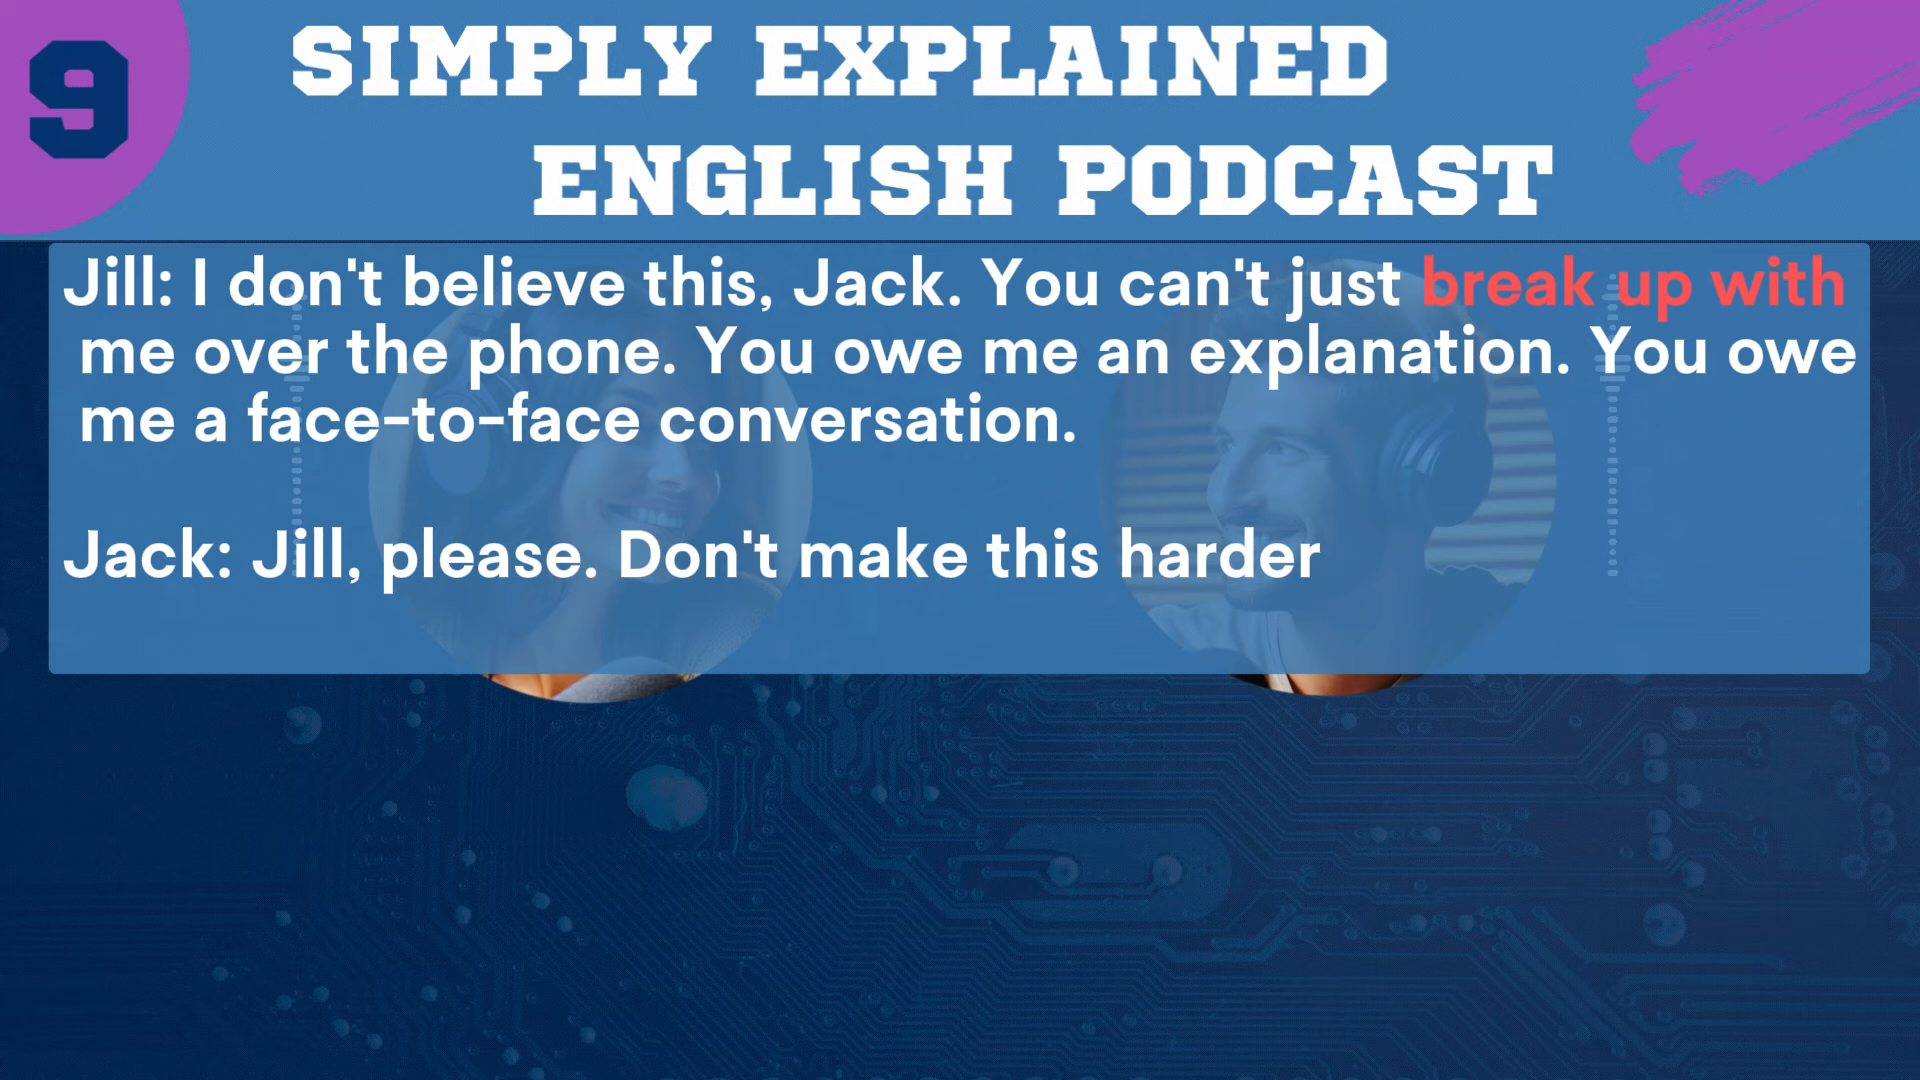 9
SIMPLY EXPLAINED
ENGLISH PODCAST
Jill: I don't believe this, Jack. You can't just break up with
me over the phone. You owe me an explanation. You owe
me a face-to-face conversation.
Jack: Jill, please. Don't make this harder